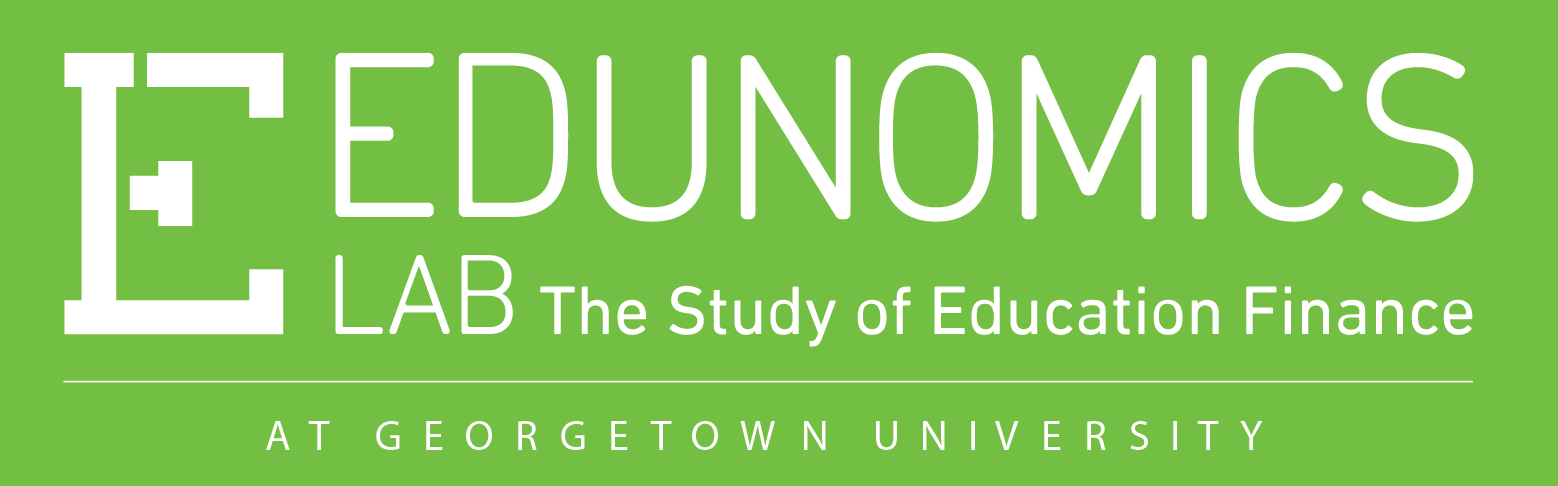 E EDUNOMICS
LAB The Study of Education Finance
AT GEORGETOWN UNIVERSITY